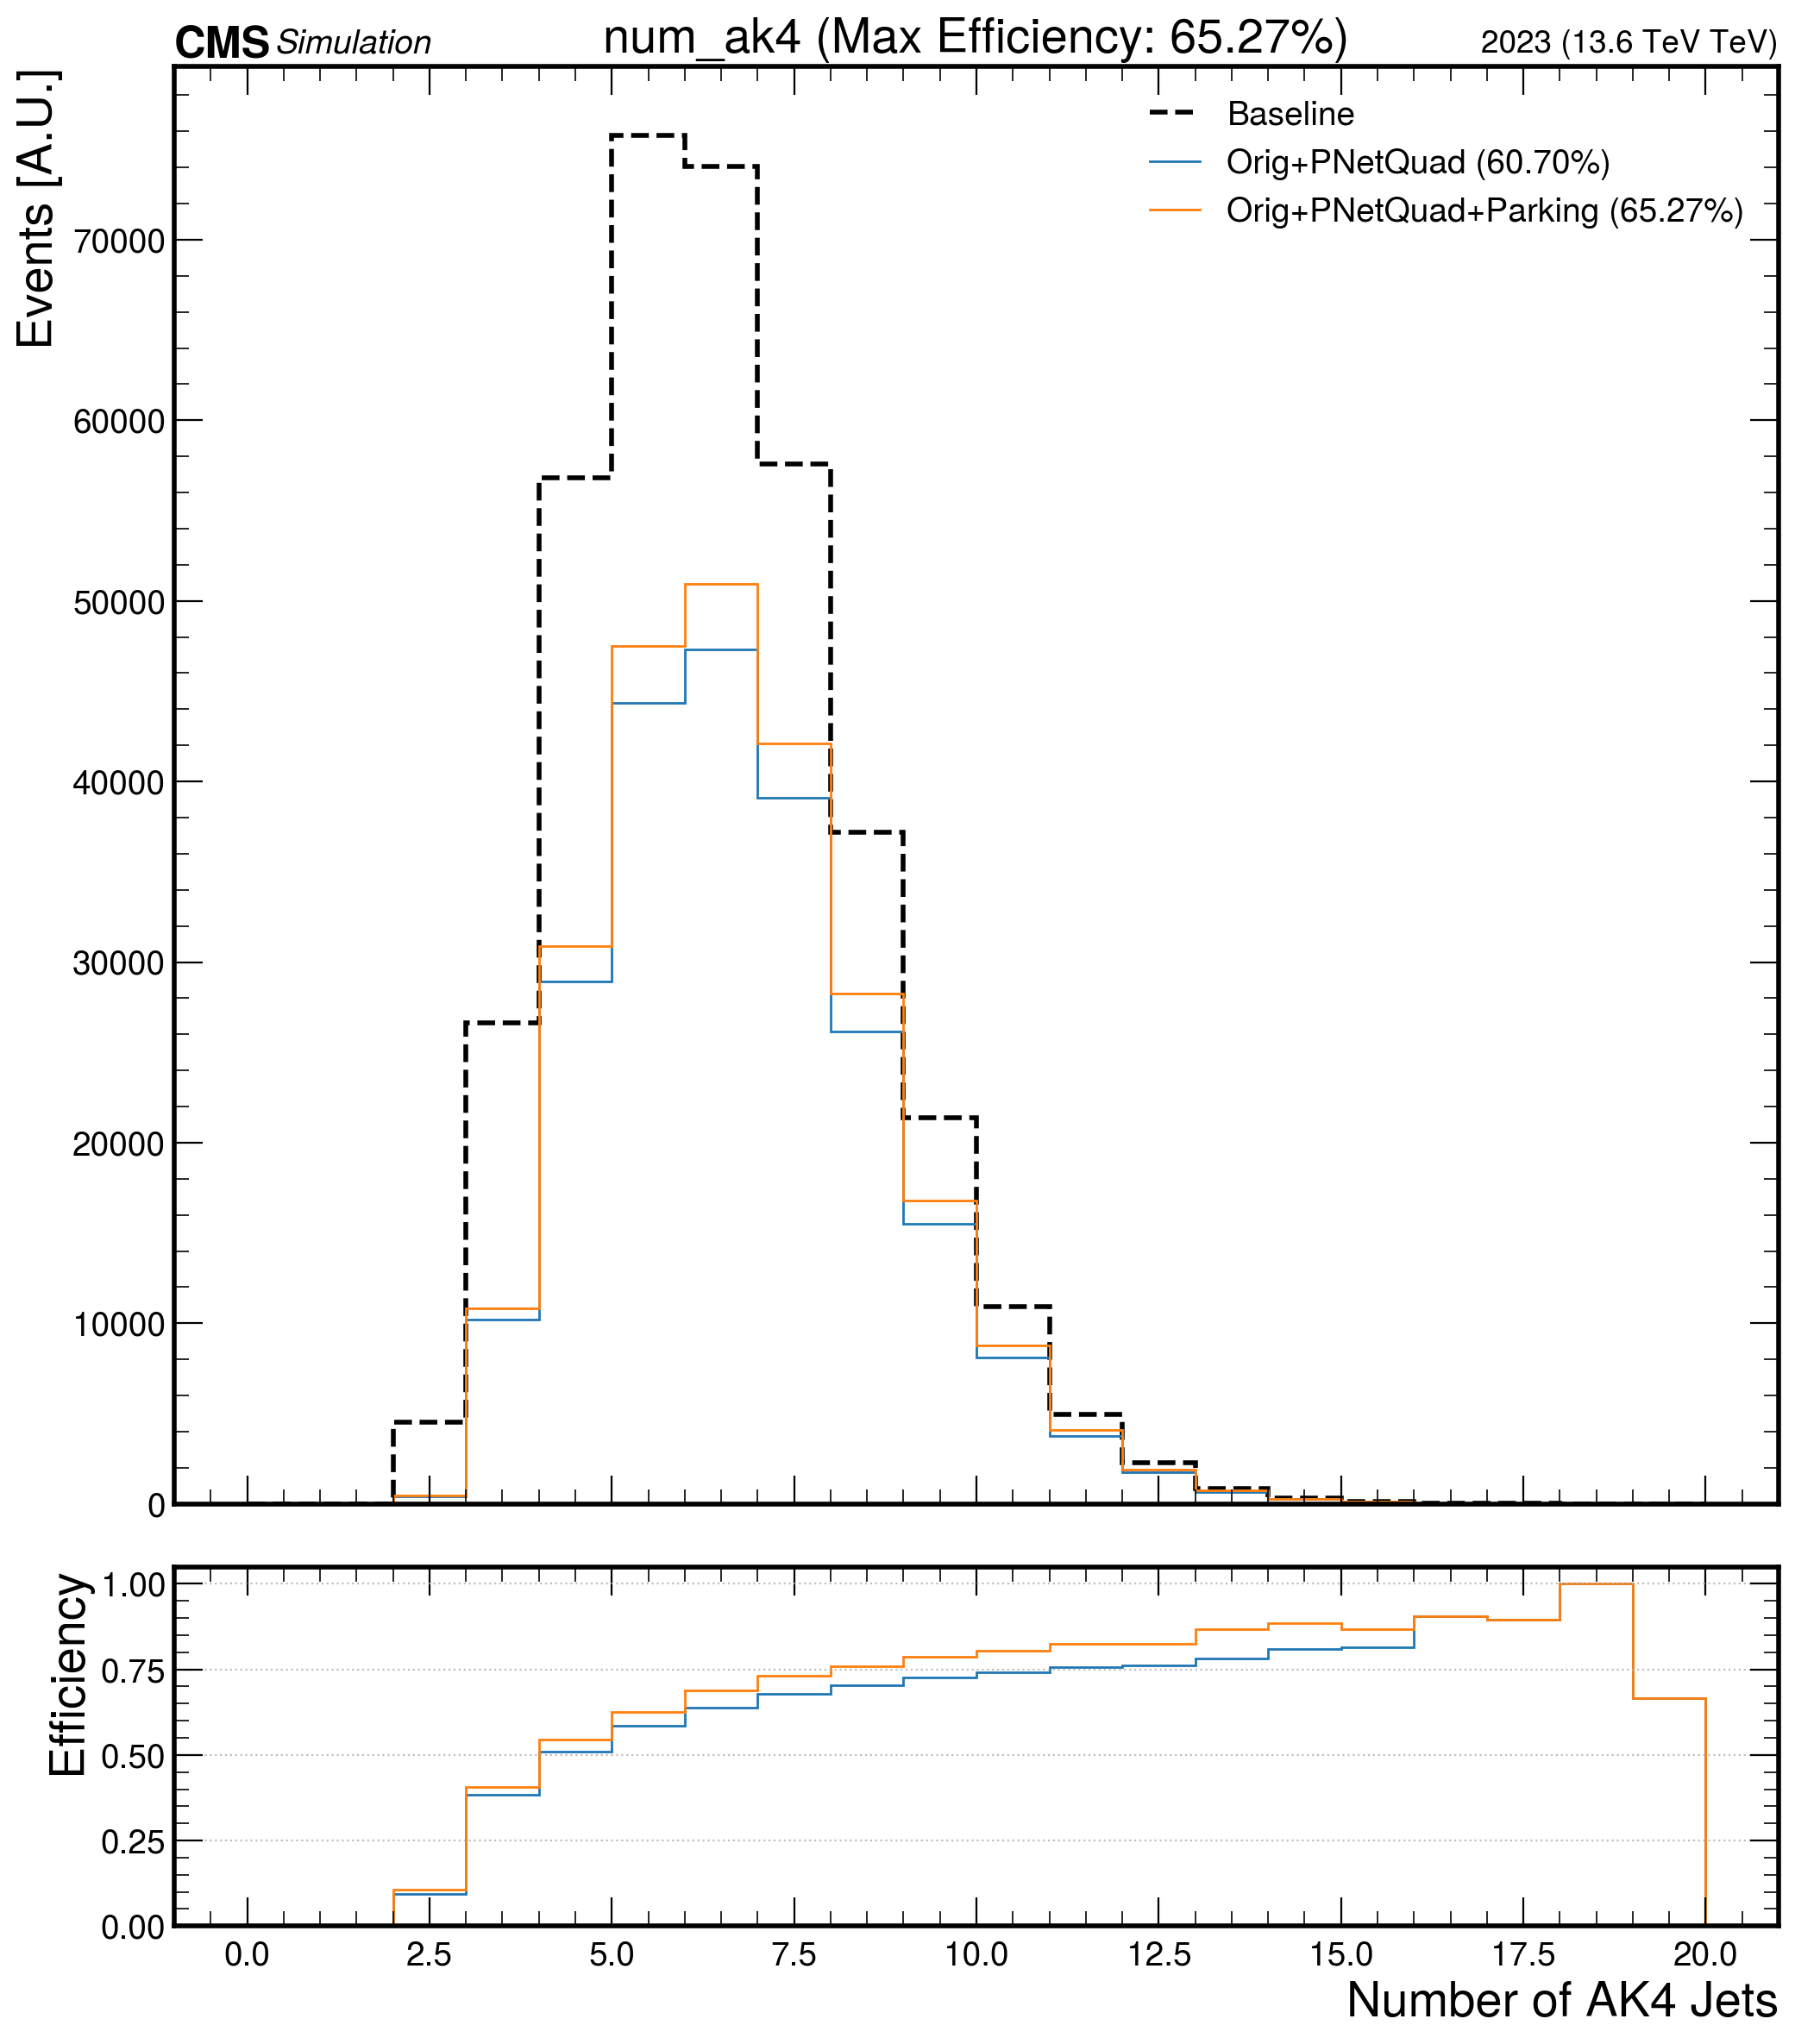 CMS Simulation num_ak4 (Max Efficiency: 65.27%) 2023 (13.6 TeV TeV)
Events [A.U.]
Baseline
Orig+PNetQuad (60.70%)
Orig+PNetQuad+Parking (65.27%)
70000
60000
50000
40000
30000
20000
10000
0
Efficiency
1.00
0.75
0.50
0.25
0.00
0.0 2.5 5.0 7.5 10.0 12.5 15.0 17.5 20.0
Number of AK4 Jets